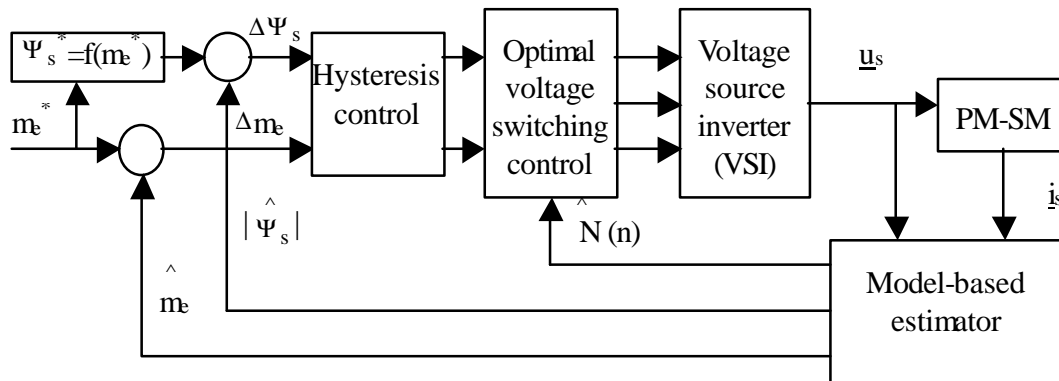 Ψs*=f(me*)
me*
ΔΨs
Δme
Hysteresis
control
Optimal
voltage
switching
control
Voltage
source
inverter
(VSI)
us
PM-SM
is
|Ψ̂s|
m̂e
N̂(n)
Model-based
estimator